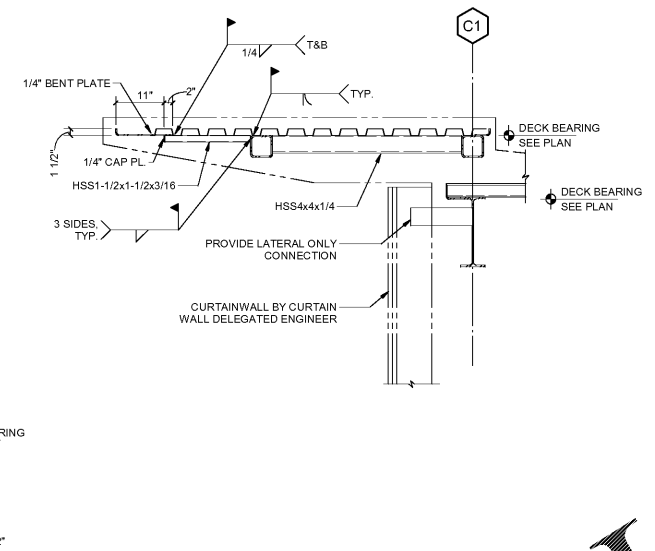 C1
T&B
1/4
1/4" BENT PLATE
11"
2"
TYP.
DECK BEARING
SEE PLAN
1 1/2"
1/4" CAP PL.
HSS1-1/2x1-1/2x3/16
DECK BEARING
SEE PLAN
HSS4x4x1/4
3 SIDES,
TYP.
PROVIDE LATERAL ONLY
CONNECTION
CURTAINWALL BY CURTAIN
WALL DELEGATED ENGINEER
RING